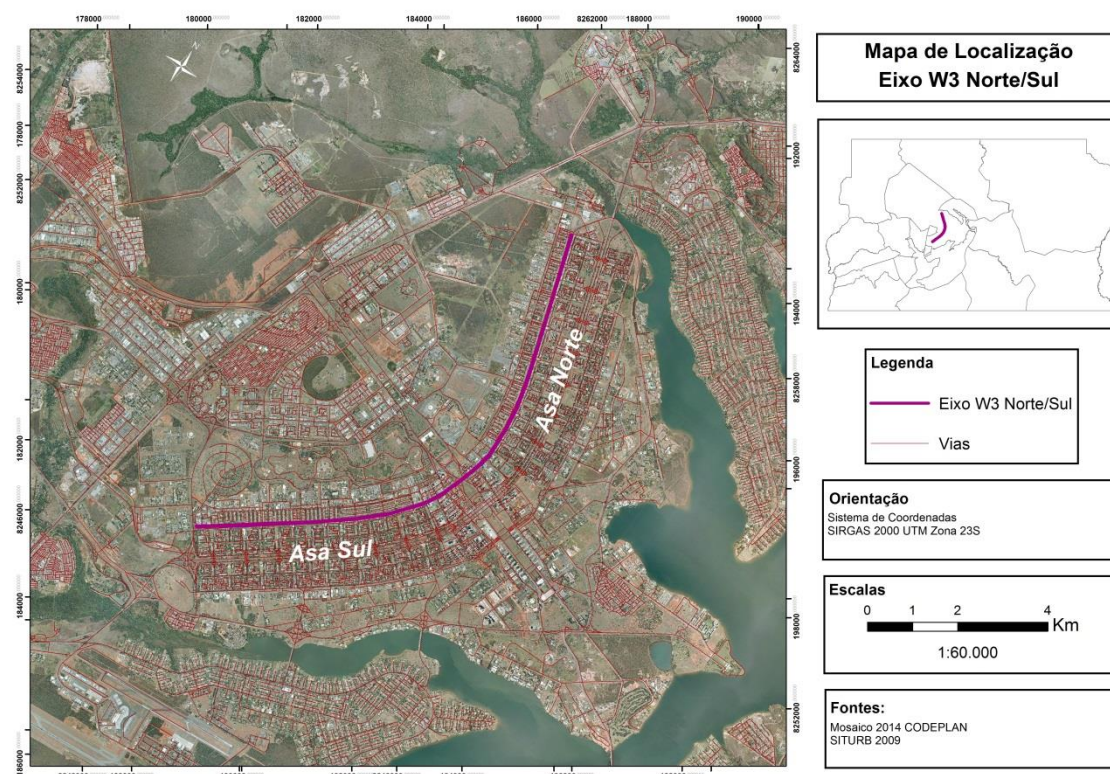 178000
180000
182000
184000
186000
8262000
188000
190000
8264000
192000
194000
8258000
196000
198000
8252000
8254000
178000
8252000
180000
182000
8246000
184000
186000
N
Asa Norte
Asa Sul
Mapa de Localização
Eixo W3 Norte/Sul
Legenda
Eixo W3 Norte/Sul
Vias
Orientação
Sistema de Coordenadas
SIRGAS 2000 UTM Zona 23S
Escalas
0 1 2 4
Km
1:60.000
Fontes:
Mosaico 2014 CODEPLAN
SITURB 2009